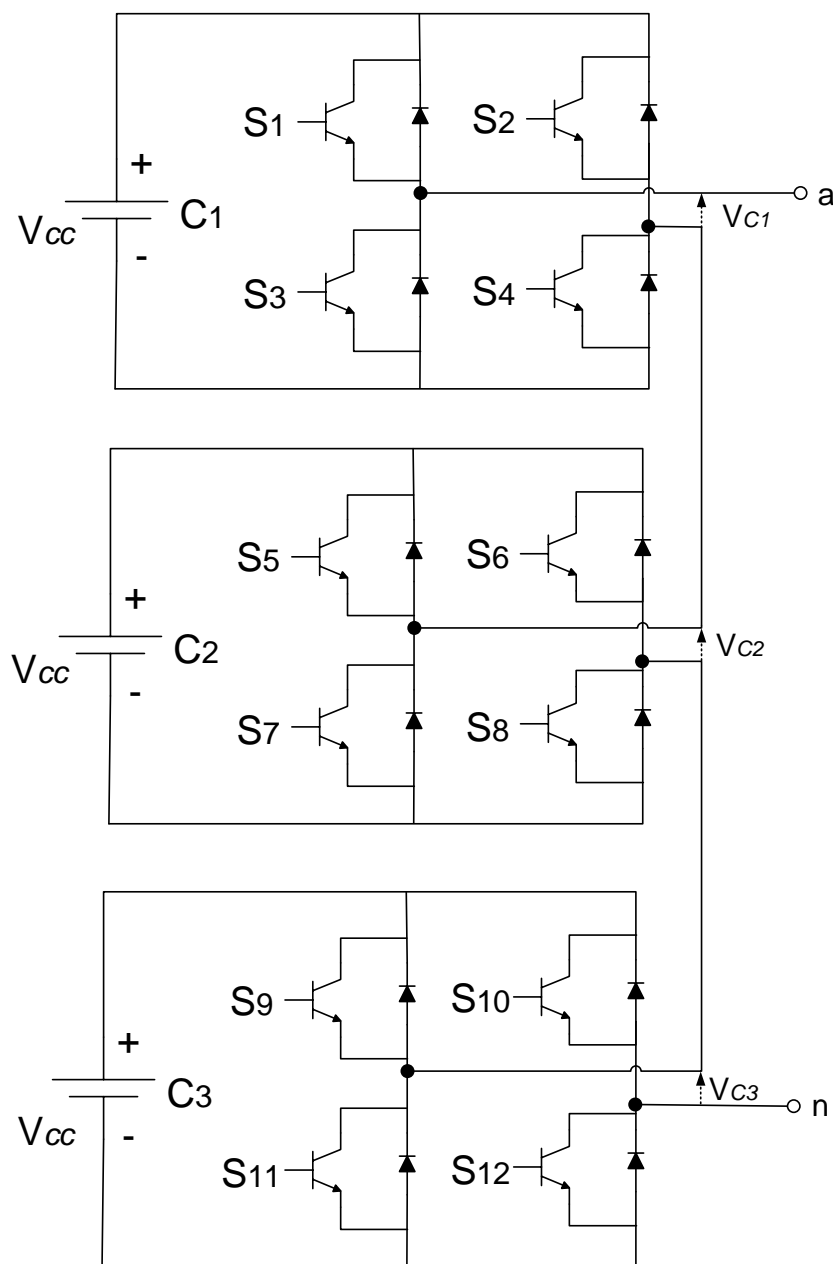 S1
S2
a
+
VC1
C1
Vcc
-
S3
S4
S5
S6
+
VC2
C2
Vcc
-
S7
S8
S9
S10
+
VC3
C3
n
Vcc
-
S11
S12